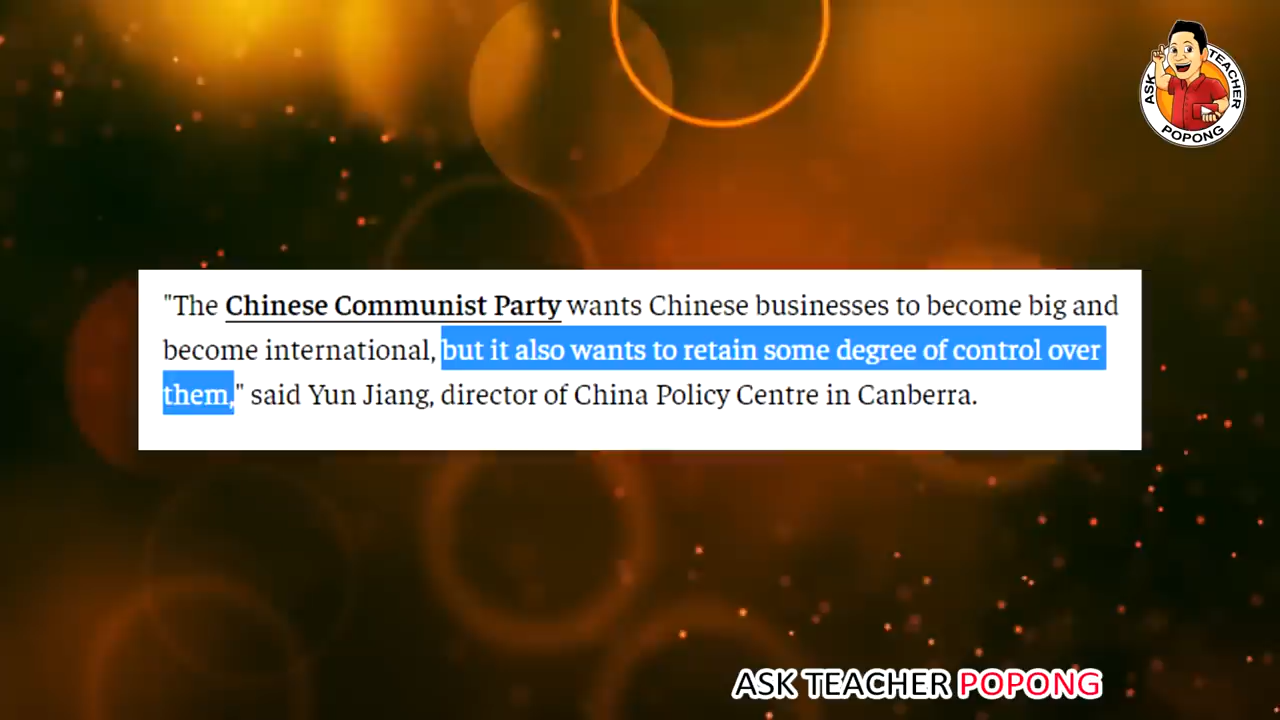 ASK TEACHER
POPONG
"The Chinese Communist Party wants Chinese businesses to become big and
become international, but it also wants to retain some degree of control over
them," said Yun Jiang, director of China Policy Centre in Canberra.
ASK TEACHER POPONG